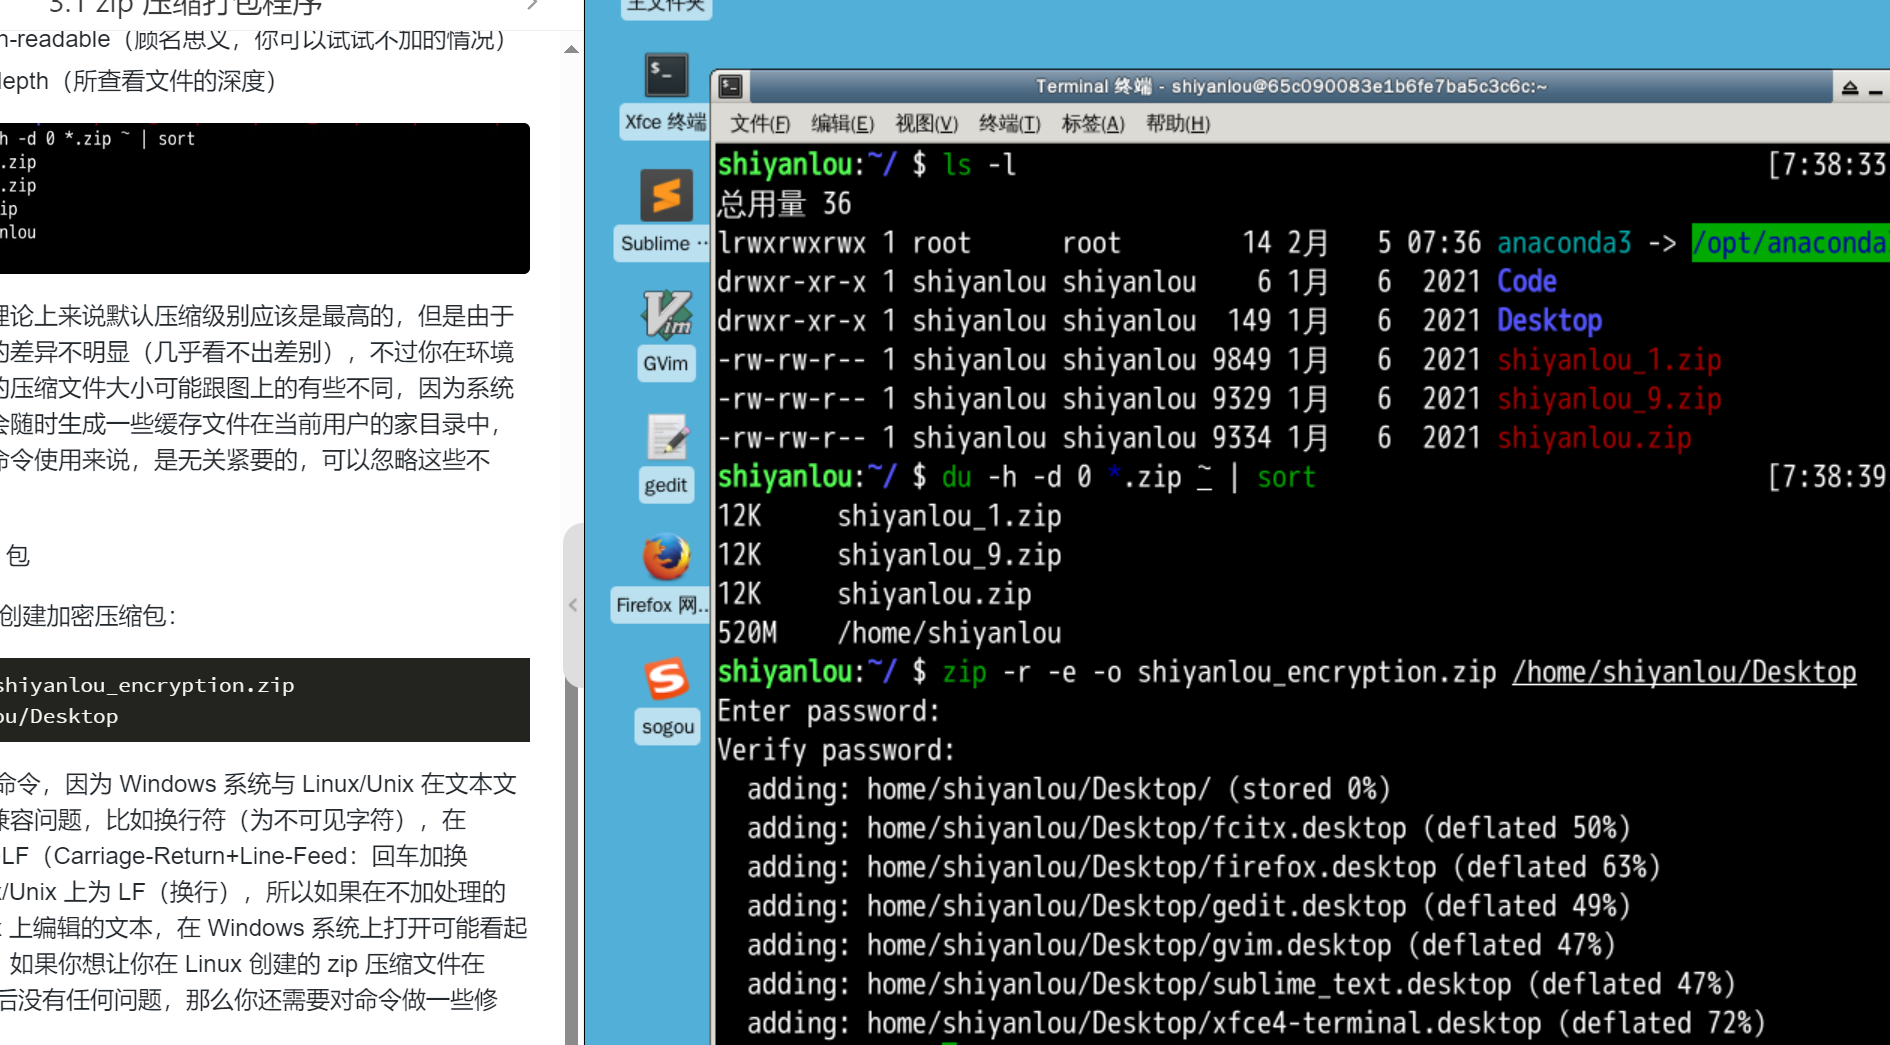 3.1 zip 压缩打包程序
n-readable（顾名思义，你可以试试不加的情况）
depth（所查看文件的深度）
h -d 0 *.zip ~ | sort
.zip
.zip
ip
nlou
理论上来说默认压缩级别应该是最高的，但是由于
的差异不明显（几乎看不出差别），不过你在环境
的压缩文件大小可能跟图上的有些不同，因为系统
会随时生成一些缓存文件在当前用户的家目录中，
命令使用来说，是无关紧要的，可以忽略这些不
包
创建加密压缩包：
shiyanlou_encryption.zip
ou/Desktop
命令，因为 Windows 系统与 Linux/Unix 在文本文
兼容问题，比如换行符（为不可见字符），在
LF（Carriage-Return+Line-Feed：回车加换
x/Unix 上为 LF（换行），所以如果在不加处理的
x 上编辑的文本，在 Windows 系统上打开可能看起
如果你想让你在 Linux 创建的 zip 压缩文件在
后没有任何问题，那么你还需要对命令做一些修
主文件夹
Xfce 终端
Sublime ··
GVim
gedit
Firefox 网..
sogou
Terminal 终端 - shiyanlou@65c090083e1b6fe7ba5c3c6c:~
文件(F) 编辑(E) 视图(V) 终端(T) 标签(A) 帮助(H)
shiyanlou:~/ $ ls -l [7:38:33
总用量 36
lrwxrwxrwx 1 root root 14 2月 5 07:36 anaconda3 -> /opt/anaconda
drwxr-xr-x 1 shiyanlou shiyanlou 6 1月 6 2021 Code
drwxr-xr-x 1 shiyanlou shiyanlou 149 1月 6 2021 Desktop
-rw-rw-r-- 1 shiyanlou shiyanlou 9849 1月 6 2021 shiyanlou_1.zip
-rw-rw-r-- 1 shiyanlou shiyanlou 9329 1月 6 2021 shiyanlou_9.zip
-rw-rw-r-- 1 shiyanlou shiyanlou 9334 1月 6 2021 shiyanlou.zip
shiyanlou:~/ $ du -h -d 0 *.zip ~ | sort [7:38:39
12K shiyanlou_1.zip
12K shiyanlou_9.zip
12K shiyanlou.zip
520M /home/shiyanlou
shiyanlou:~/ $ zip -r -e -o shiyanlou_encryption.zip /home/shiyanlou/Desktop
Enter password:
Verify password:
adding: home/shiyanlou/Desktop/ (stored 0%)
adding: home/shiyanlou/Desktop/fcitx.desktop (deflated 50%)
adding: home/shiyanlou/Desktop/firefox.desktop (deflated 63%)
adding: home/shiyanlou/Desktop/gedit.desktop (deflated 49%)
adding: home/shiyanlou/Desktop/gvim.desktop (deflated 47%)
adding: home/shiyanlou/Desktop/sublime_text.desktop (deflated 47%)
adding: home/shiyanlou/Desktop/xfce4-terminal.desktop (deflated 72%)